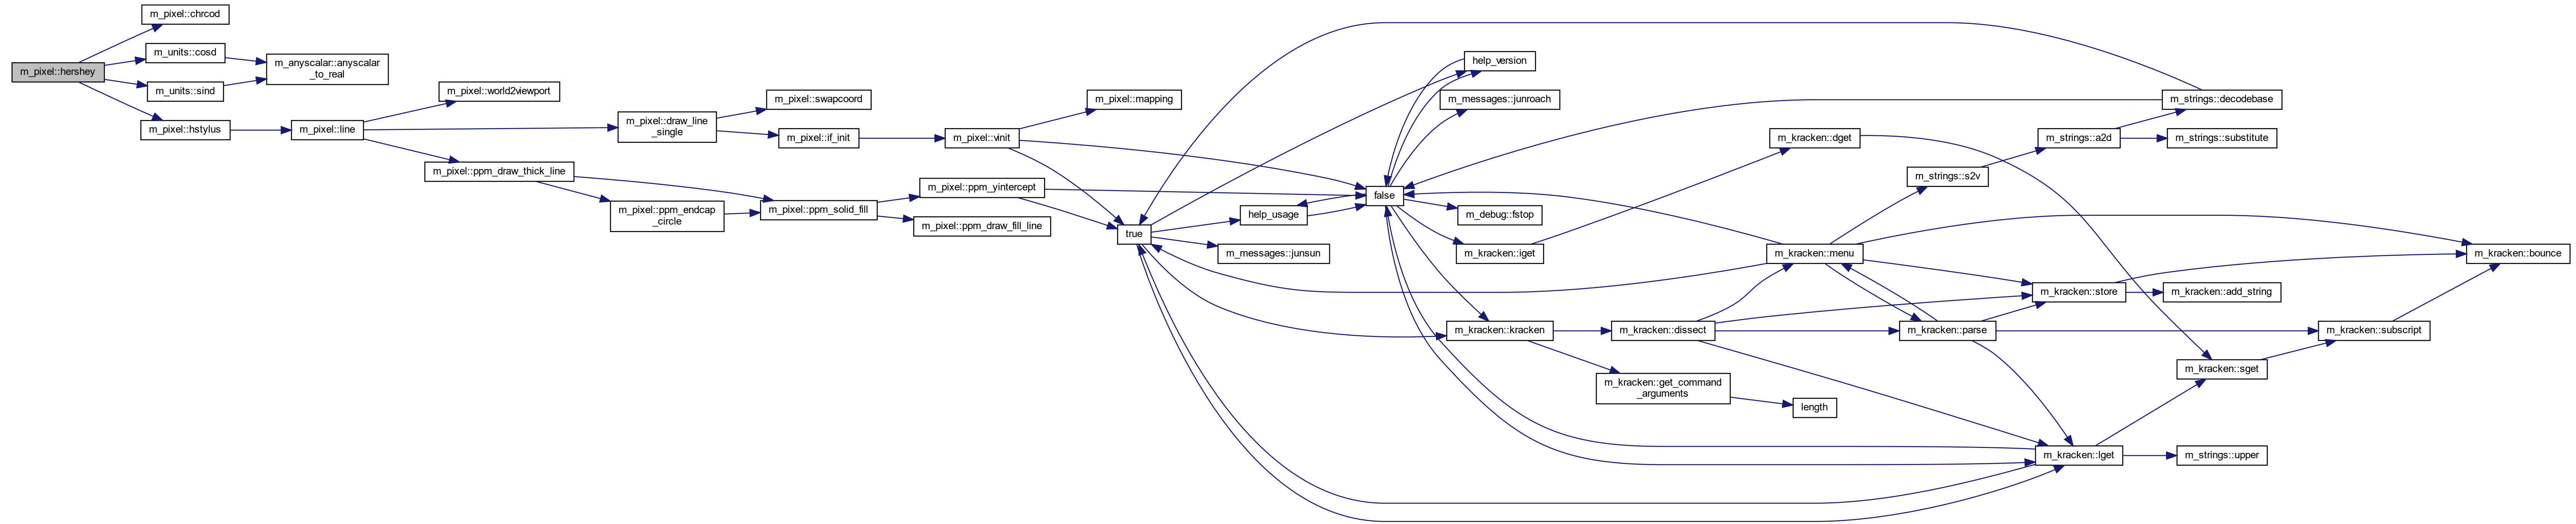 m_pixel::hershey
m_pixel::chrcod
m_units::cosd
m_units::sind
m_pixel::hstylus
m_anyscalar::anyscalar
_to_real
m_pixel::line
m_pixel::world2viewport
m_pixel::ppm_draw_thick_line
m_pixel::draw_line
_single
m_pixel::ppm_endcap
_circle
m_pixel::swapcoord
m_pixel::if_init
m_pixel::ppm_solid_fill
m_pixel::vinit
m_pixel::ppm_yintercept
m_pixel::ppm_draw_fill_line
m_pixel::mapping
true
help_usage
m_messages::junsun
false
help_version
m_messages::junroach
m_debug::fstop
m_kracken::iget
m_kracken::kracken
m_kracken::dissect
m_kracken::get_command
_arguments
m_kracken::dget
m_kracken::menu
length
m_strings::s2v
m_kracken::parse
m_strings::a2d
m_kracken::store
m_kracken::lget
m_strings::decodebase
m_strings::substitute
m_kracken::add_string
m_kracken::sget
m_strings::upper
m_kracken::subscript
m_kracken::bounce